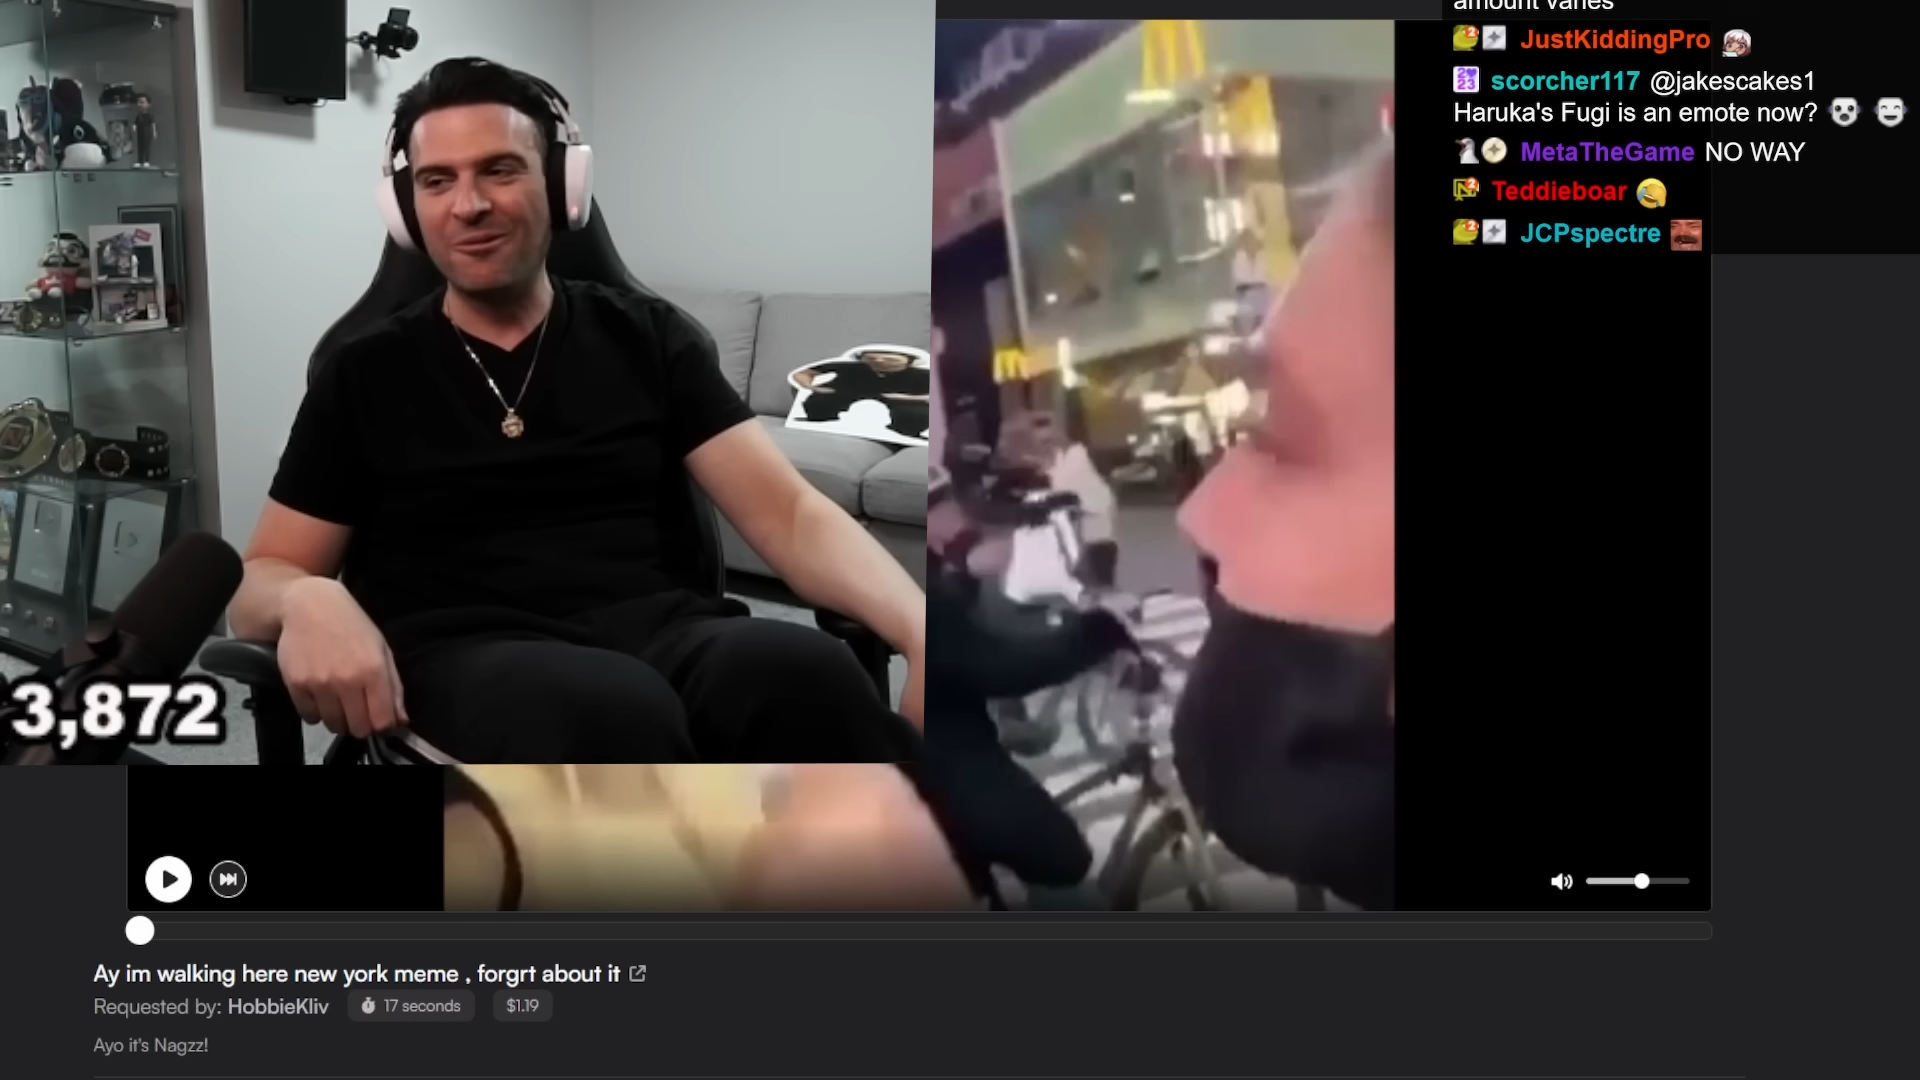 amount varies
JustKiddingPro
scorcher117 @jakescakes1
Haruka's Fugi is an emote now?
MetaTheGame NO WAY
Teddieboar
JCPspectre
3,872
Ay im walking here new york meme , forgrt about it
Requested by: HobbieKliv 17 seconds $1.19
Ayo it's Nagzz!